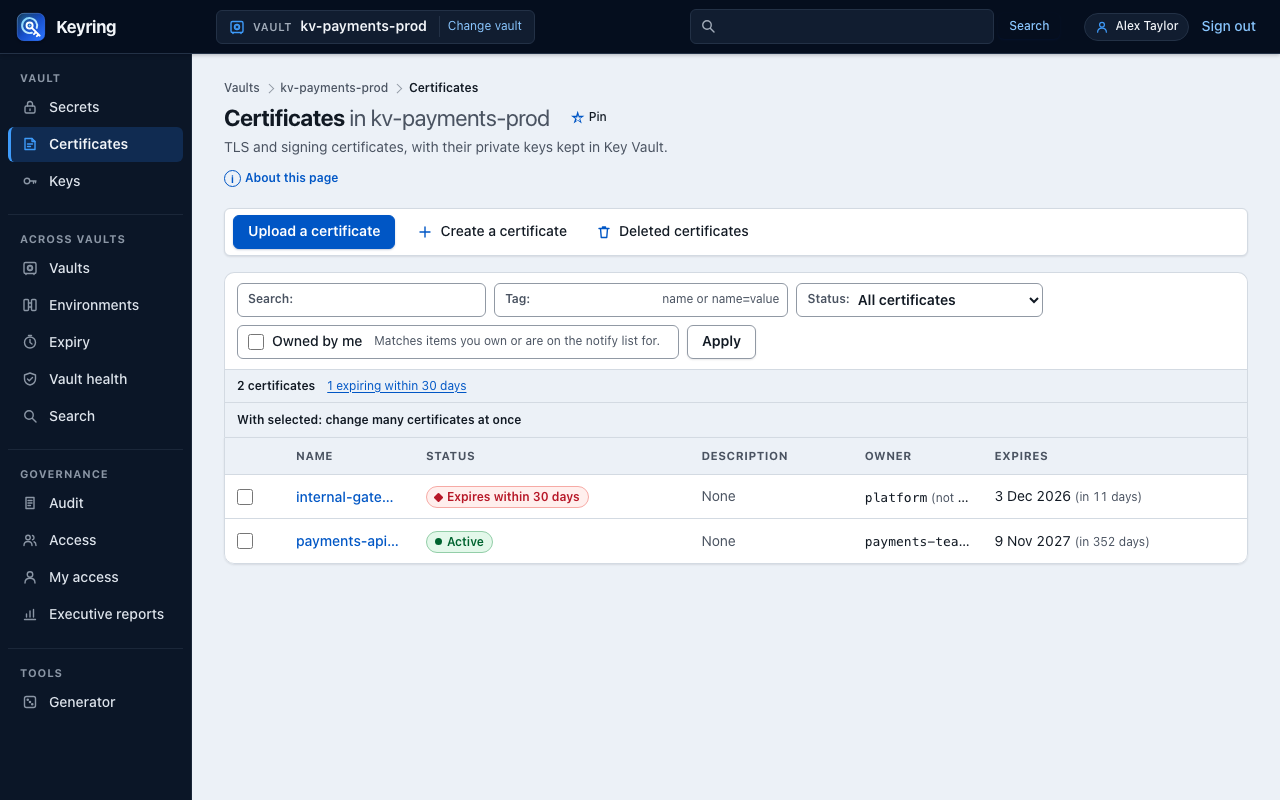 Keyring
VAULT kv-payments-prod Change vault
Search
Alex Taylor
Sign out
VAULT
Secrets
Certificates
Keys
ACROSS VAULTS
Vaults
Environments
Expiry
Vault health
Search
GOVERNANCE
Audit
Access
My access
Executive reports
TOOLS
Generator
Vaults kv-payments-prod Certificates
Certificates in kv-payments-prod Pin
TLS and signing certificates, with their private keys kept in Key Vault.
About this page
Upload a certificate Create a certificate Deleted certificates
Search: Tag: name or name=value Status: All certificates
Owned by me Matches items you own or are on the notify list for. Apply
2 certificates 1 expiring within 30 days
With selected: change many certificates at once
NAME STATUS DESCRIPTION OWNER EXPIRES
internal-gate... Expires within 30 days None platform (not ... 3 Dec 2026 (in 11 days)
payments-api... Active None payments-tea... 9 Nov 2027 (in 352 days)